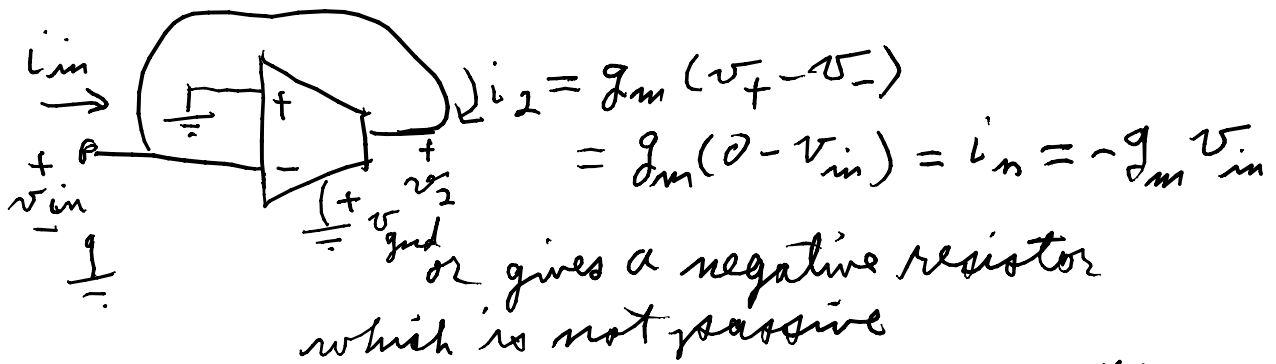 i_in
i_2 = g_m (v_+ - v_-)
= g_m (0 - v_in) = i_n = -g_m v_in
+
-
+
v_in
-
+
v_2
+
v_gnd
or gives a negative resistor
which is not passive